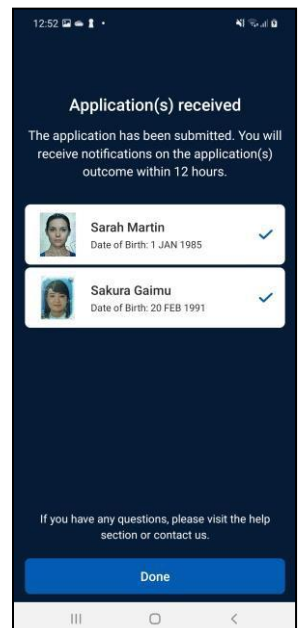 12:52
Application(s) received
The application has been submitted. You will
receive notifications on the application(s)
outcome within 12 hours.
Sarah Martin
Date of Birth: 1 JAN 1985
Sakura Gaimu
Date of Birth: 20 FEB 1991
If you have any questions, please visit the help
section or contact us.
Done